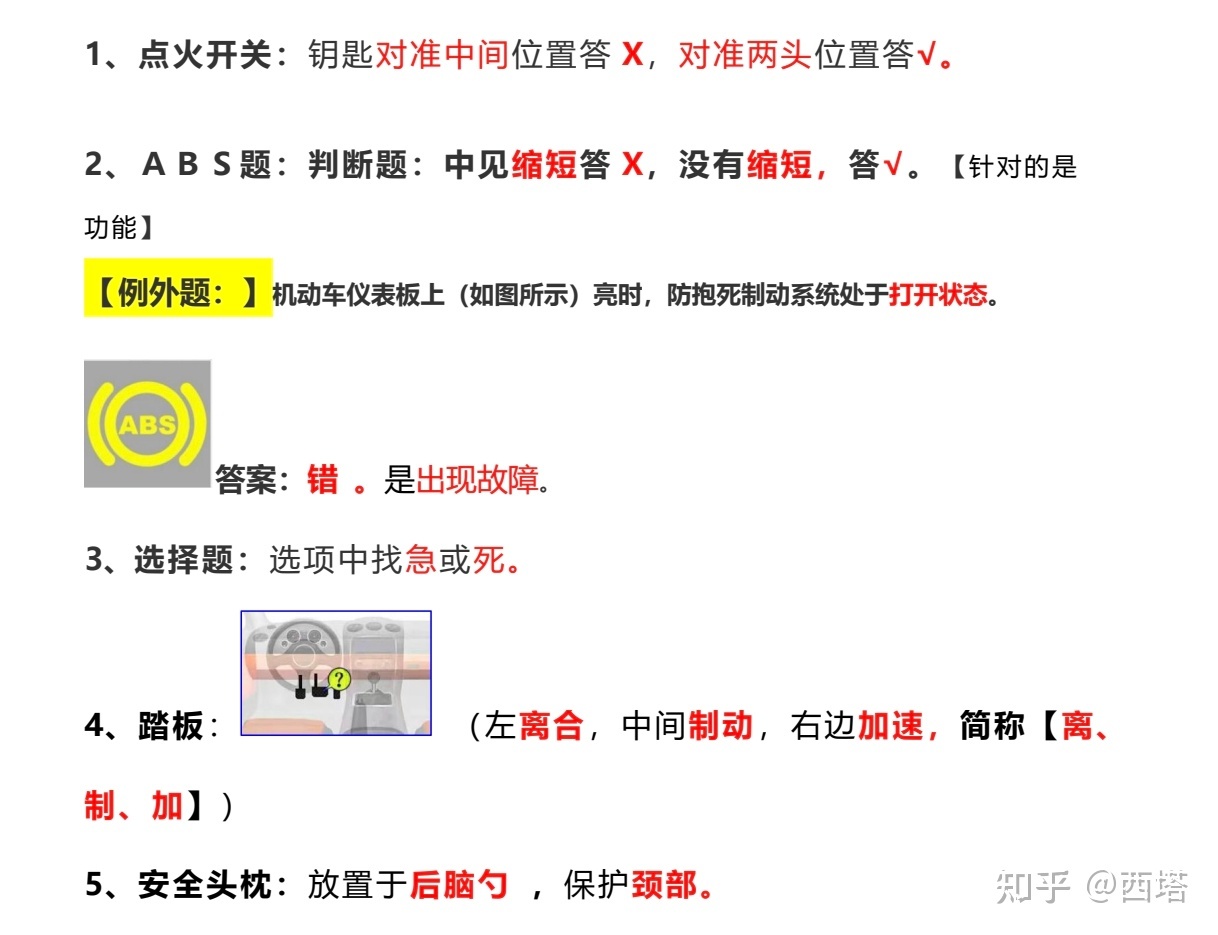 1、点火开关：钥匙对准中间位置答 X，对准两头位置答√。
2、A B S题：判断题：中见缩短答 X，没有缩短，答√。【针对的是
功能】
【例外题：】机动车仪表板上（如图所示）亮时，防抱死制动系统处于打开状态。
ABS
答案：错 。是出现故障。
3、选择题：选项中找急或死。
?
4、踏板：（左离合，中间制动，右边加速，简称【离、
制、加】）
5、安全头枕：放置于后脑勺 ，保护颈部。
知乎 @西塔